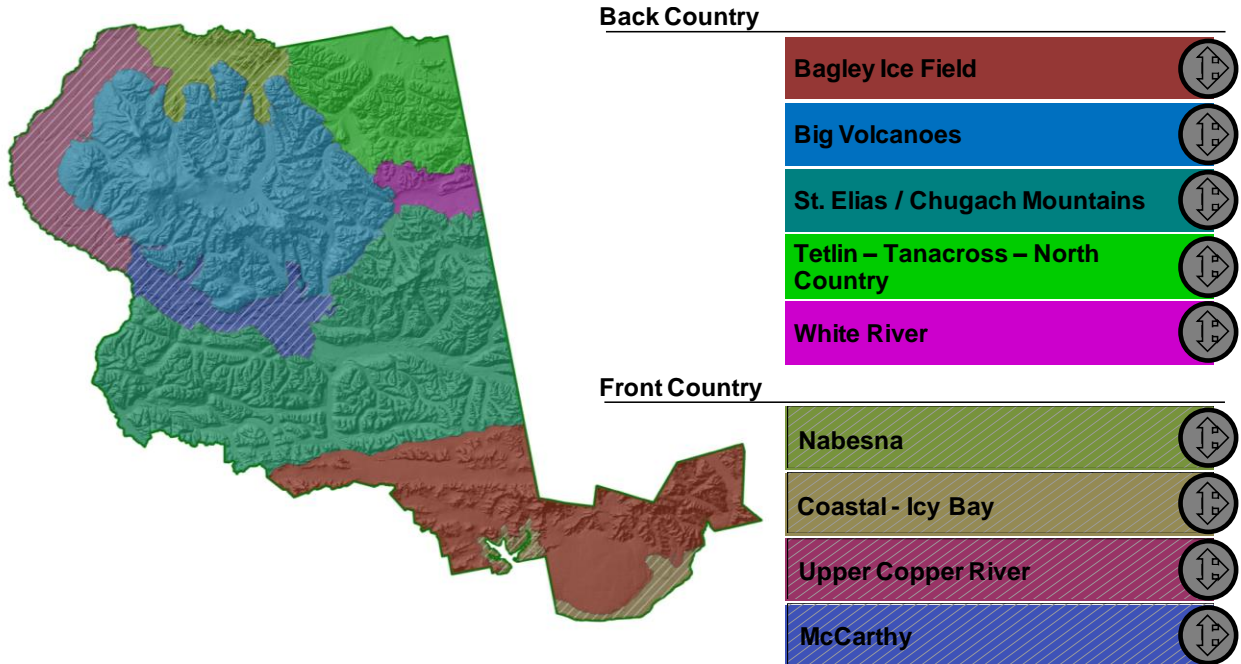 Back Country
Bagley Ice Field
Big Volcanoes
St. Elias / Chugach Mountains
Tetlin – Tanacross – North
Country
White River
Front Country
Nabesna
Coastal - Icy Bay
Upper Copper River
McCarthy